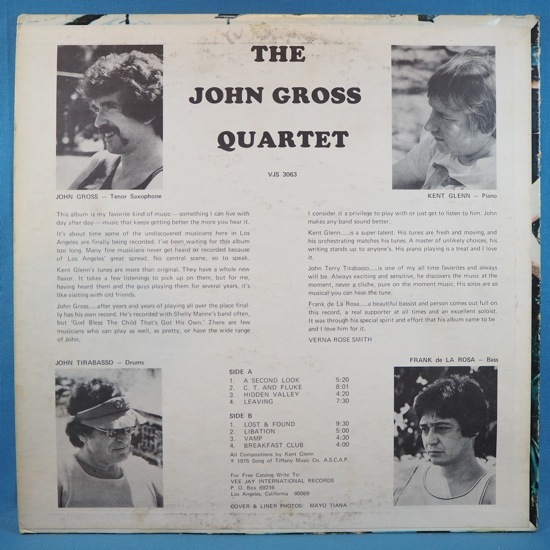 THE
JOHN GROSS
QUARTET
VJS 3063
JOHN GROSS — Tenor Saxophone
KENT GLENN — Piano
This album is my favorite kind of music—something I can live with
day after day—music that keeps getting better the more you hear it.
It's about time some of the undiscovered musicians here in Los
Angeles are finally being recorded. I've been waiting for this album
too long. Many fine musicians never get heard or recorded because
of Los Angeles' great spread. No central scene, so to speak.
Kent Glenn's tunes are more than original. They have a whole new
flavor. It takes a few listenings to pick up on them, but for me,
having heard them and the guys playing them for several years, it's
like visiting with old friends.
John Gross....after years and years of playing all over the place final-
ly has his own record. He's recorded with Shelly Manne's band often,
but 'God Bless The Child That's Got His Own.' There are few
musicians who can play as well, as pretty, or have the wide range
of John.
I consider it a privilege to play with or just get to listen to him. John
makes any band sound better.
Kent Glenn.....is a super talent. His tunes are fresh and moving, and
his orchestrating matches his tunes. A master of unlikely choices, his
writing stands up to anyone's. His piano playing is a treat and I love
it.
John Terry Tirabasso.....is one of my all time favorites and always
will be. Always exciting and sensitive, he discovers the music at the
moment, never g cliche, pure on the moment music. His solos are so
musical-you can hear the tune.
Frank de La Rosa.....a beautiful bassist and person comes out full on
this record, a real supporter at all times and an excellent soloist.
It was through his special spirit and effort that his album came to be
and I love him for it.
VERNA ROSE SMITH
JOHN TIRABASSO — Drums
FRANK de LA ROSA — Bass
SIDE A
1. A SECOND LOOK 5:20
2. C. T. AND FLUKE 8:01
3. HIDDEN VALLEY 4:20
4. LEAVING 7:30
SIDE B
1. LOST & FOUND 9:30
2. LIBATION 5:00
3. VAMP 4:30
4. BREAKFAST CLUB 4:00
All Compositions by Kent Glenn
℗ 1975 Song of Tiffany Music Co. A.S.C.A.P.
For Free Catalog Write To:
VEE JAY INTERNATIONAL RECORDS
P. O. Box 69216
Los Angeles, California 90069
COVER & LINER PHOTOS: MAYO TIANA